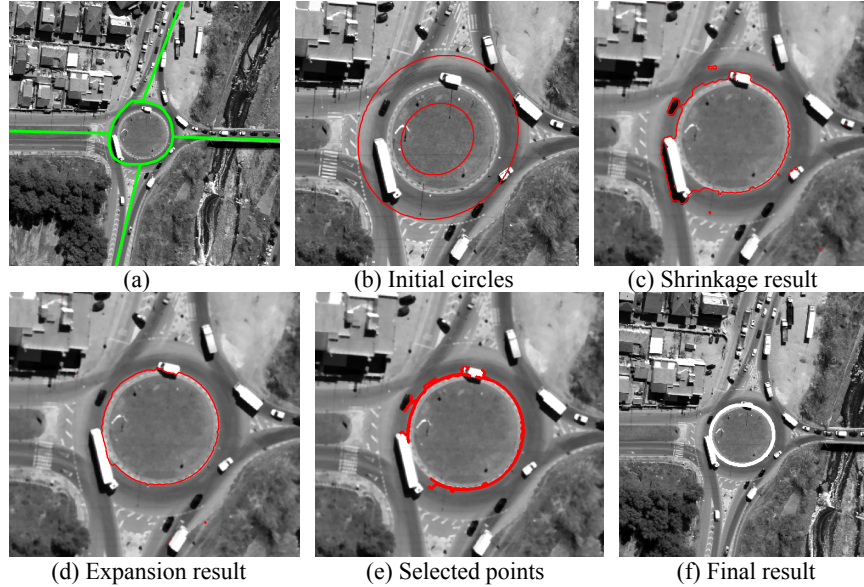 (a)
(b) Initial circles
(c) Shrinkage result
(d) Expansion result
(e) Selected points
(f) Final result